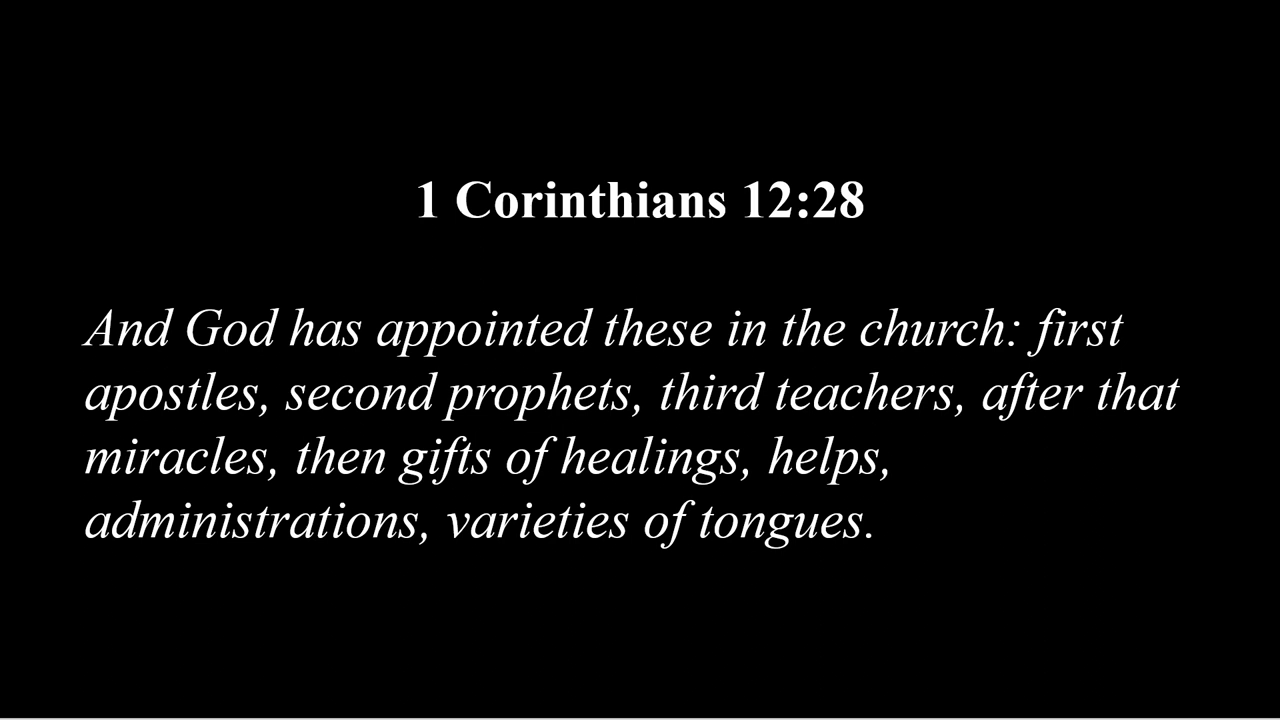 1 Corinthians 12:28
And God has appointed these in the church: first
apostles, second prophets, third teachers, after that
miracles, then gifts of healings, helps,
administrations, varieties of tongues.